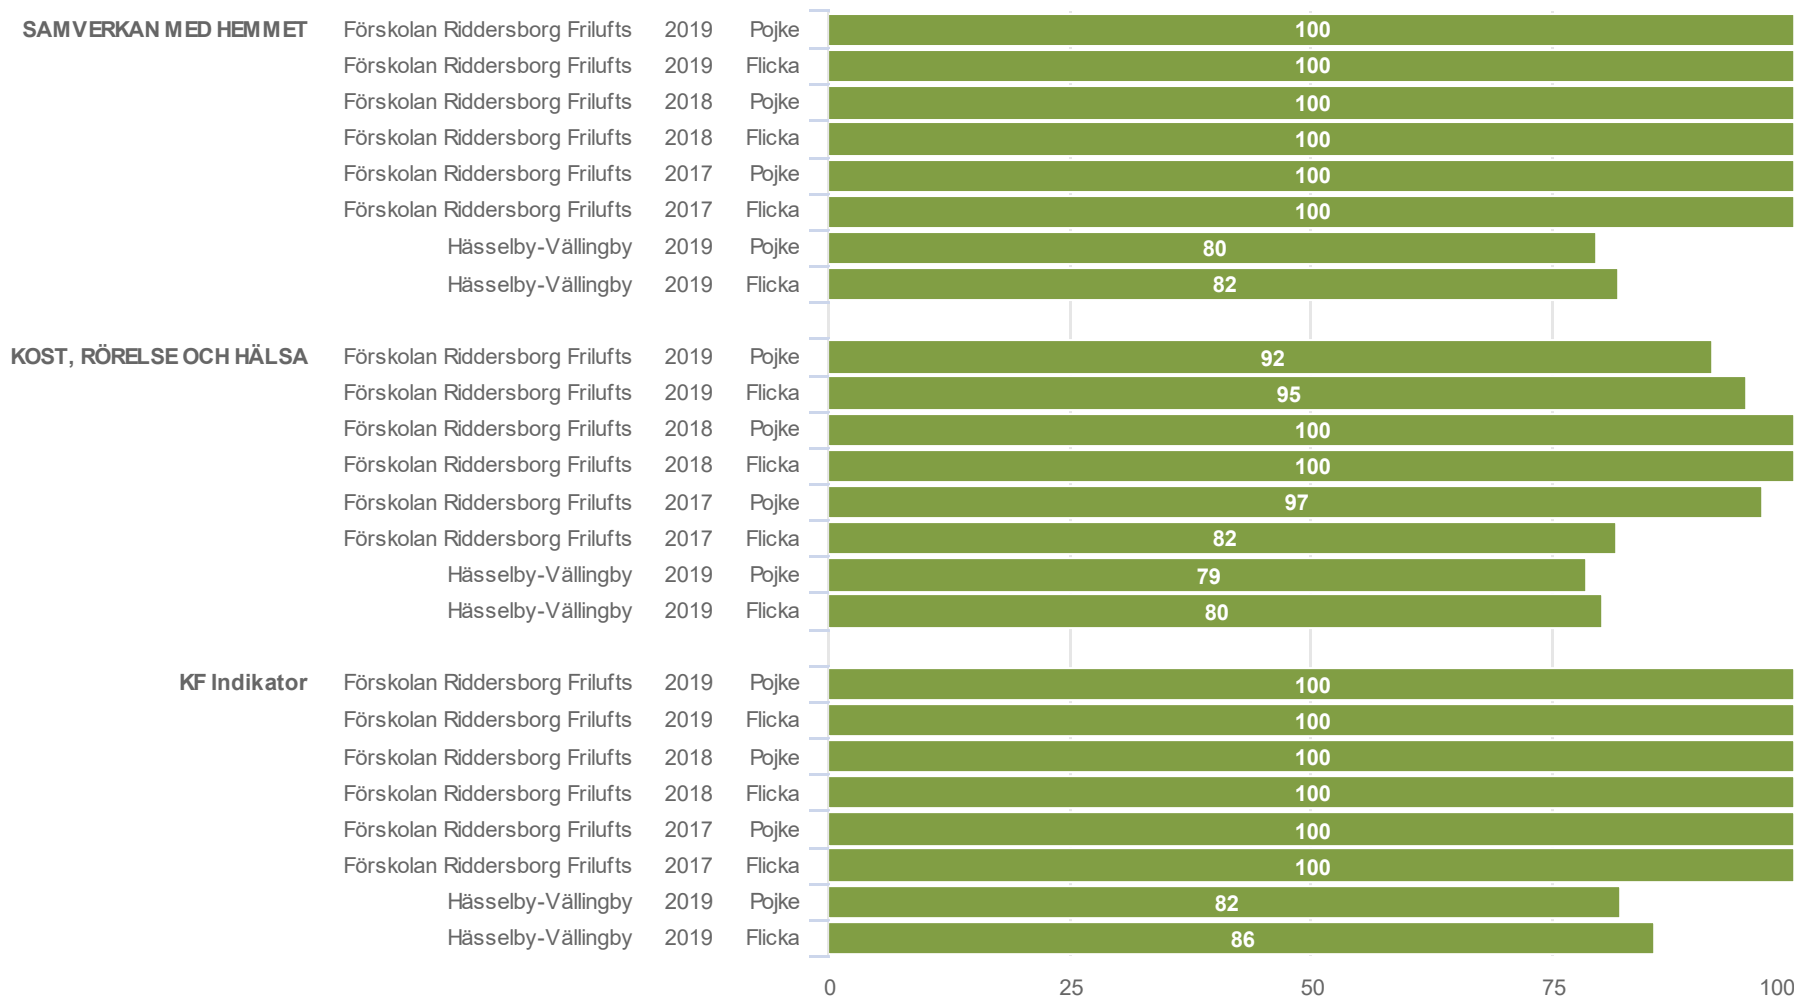 SAMVERKAN MED HEMMET Förskolan Riddersborg Frilufts 2019 Pojke 100
Förskolan Riddersborg Frilufts 2019 Flicka 100
Förskolan Riddersborg Frilufts 2018 Pojke 100
Förskolan Riddersborg Frilufts 2018 Flicka 100
Förskolan Riddersborg Frilufts 2017 Pojke 100
Förskolan Riddersborg Frilufts 2017 Flicka 100
Hässelby-Vällingby 2019 Pojke 80
Hässelby-Vällingby 2019 Flicka 82
KOST, RÖRELSE OCH HÄLSA Förskolan Riddersborg Frilufts 2019 Pojke 92
Förskolan Riddersborg Frilufts 2019 Flicka 95
Förskolan Riddersborg Frilufts 2018 Pojke 100
Förskolan Riddersborg Frilufts 2018 Flicka 100
Förskolan Riddersborg Frilufts 2017 Pojke 97
Förskolan Riddersborg Frilufts 2017 Flicka 82
Hässelby-Vällingby 2019 Pojke 79
Hässelby-Vällingby 2019 Flicka 80
KF Indikator Förskolan Riddersborg Frilufts 2019 Pojke 100
Förskolan Riddersborg Frilufts 2019 Flicka 100
Förskolan Riddersborg Frilufts 2018 Pojke 100
Förskolan Riddersborg Frilufts 2018 Flicka 100
Förskolan Riddersborg Frilufts 2017 Pojke 100
Förskolan Riddersborg Frilufts 2017 Flicka 100
Hässelby-Vällingby 2019 Pojke 82
Hässelby-Vällingby 2019 Flicka 86
0 25 50 75 100